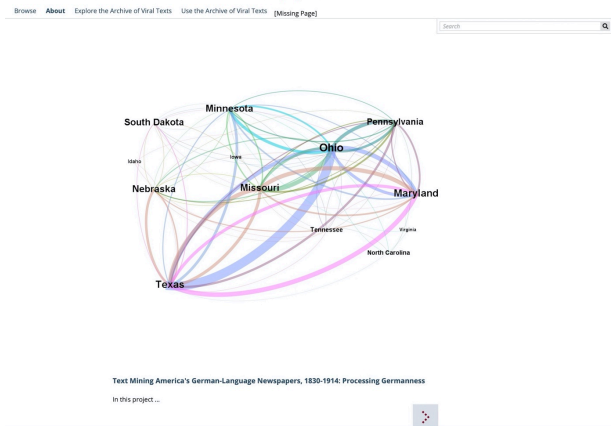 Browse About Explore the Archive of Viral Texts Use the Archive of Viral Texts [Missing Page]
Search
Minnesota
South Dakota
Pennsylvania
Ohio
Iowa
Idaho
Nebraska
Missouri
Maryland
Tennessee
Virginia
North Carolina
Texas
Text Mining America's German-Language Newspapers, 1830-1914: Processing Germanness
In this project ...